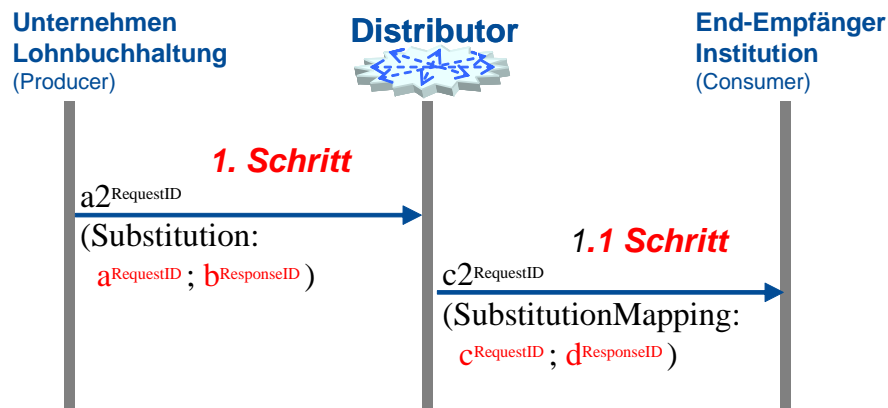 Unternehmen
Lohnbuchhaltung
(Producer)
Distributor
End-Empfänger
Institution
(Consumer)
1. Schritt
a2RequestID
(Substitution:
aRequestID ; bResponseID )
1.1 Schritt
c2RequestID
(SubstitutionMapping:
cRequestID ; dResponseID )